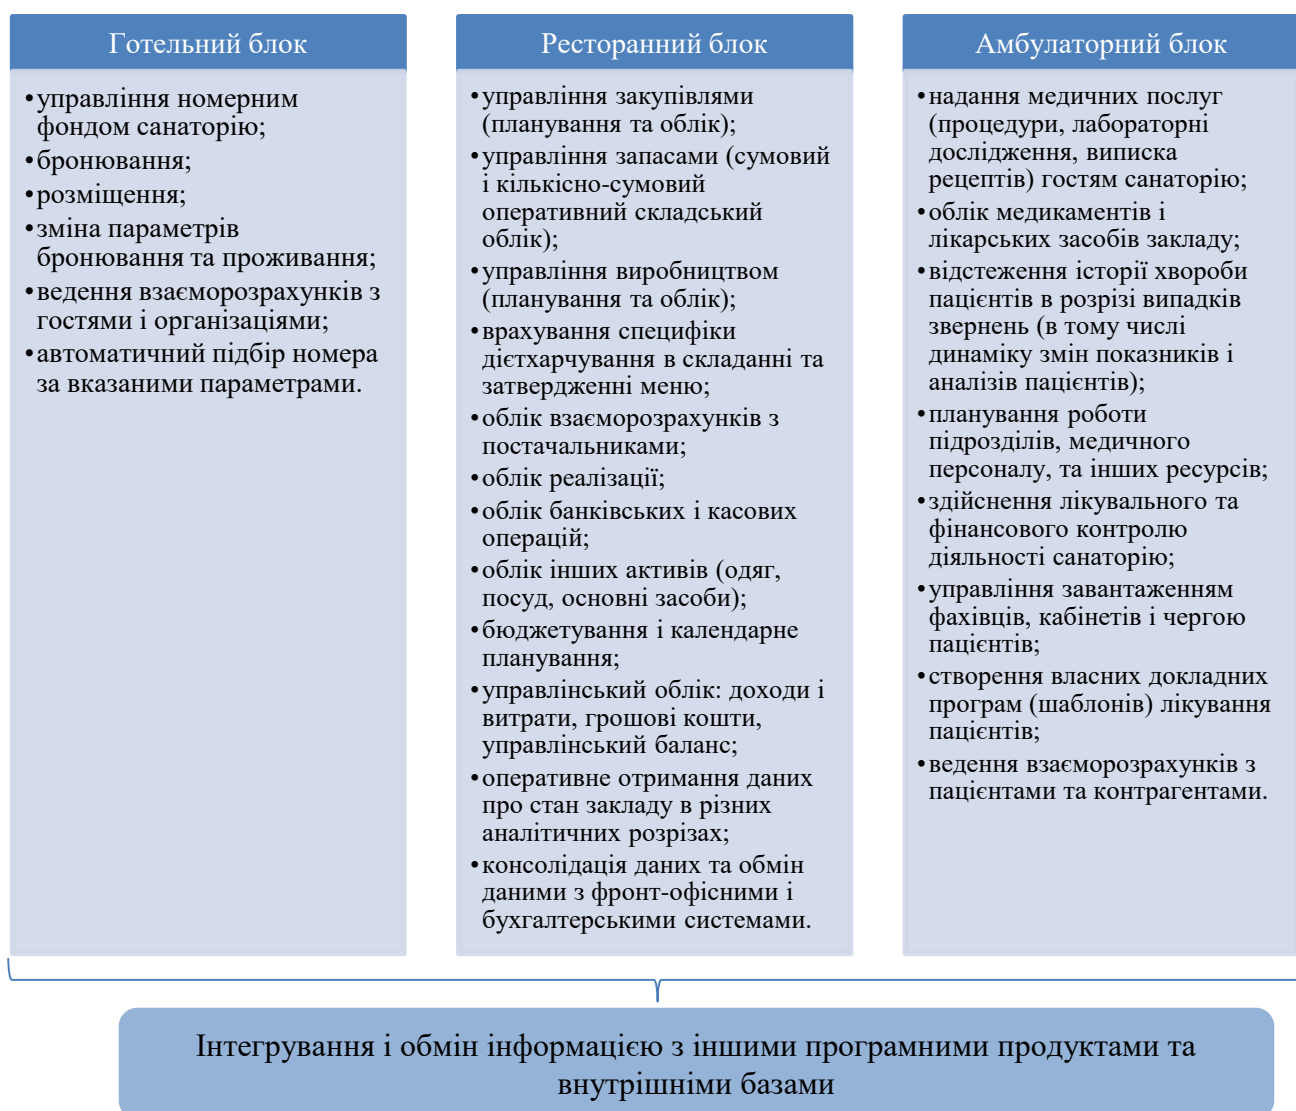 Готельний блок
•управління номерним
фондом санаторію;
•бронювання;
•розміщення;
•зміна параметрів
бронювання та проживання;
•ведення взаєморозрахунків з
гостями і організаціями;
•автоматичний підбір номера
за вказаними параметрами.
Ресторанний блок
•управління закупівлями
(планування та облік);
•управління запасами (сумовий
і кількісно-сумовий
оперативний складський
облік);
•управління виробництвом
(планування та облік);
•врахування специфіки
дієтхарчування в складанні та
затвердженні меню;
•облік взаєморозрахунків з
постачальниками;
•облік реалізації;
•облік банківських і касових
операцій;
•облік інших активів (одяг,
посуд, основні засоби);
•бюджетування і календарне
планування;
•управлінський облік: доходи і
витрати, грошові кошти,
управлінський баланс;
•оперативне отримання даних
про стан закладу в різних
аналітичних розрізах;
•консолідація даних та обмін
даними з фронт-офісними і
бухгалтерськими системами.
Амбулаторний блок
•надання медичних послуг
(процедури, лабораторні
дослідження, виписка
рецептів) гостям санаторію;
•облік медикаментів і
лікарських засобів закладу;
•відстеження історії хвороби
пацієнтів в розрізі випадків
звернень (в тому числі
динаміку змін показників і
аналізів пацієнтів);
•планування роботи
підрозділів, медичного
персоналу, та інших ресурсів;
•здійснення лікувального та
фінансового контролю
діяльності санаторію;
•управління завантаженням
фахівців, кабінетів і чергою
пацієнтів;
•створення власних докладних
програм (шаблонів) лікування
пацієнтів;
•ведення взаєморозрахунків з
пацієнтами та контрагентами.
Інтегрування і обмін інформацією з іншими програмними продуктами та
внутрішніми базами